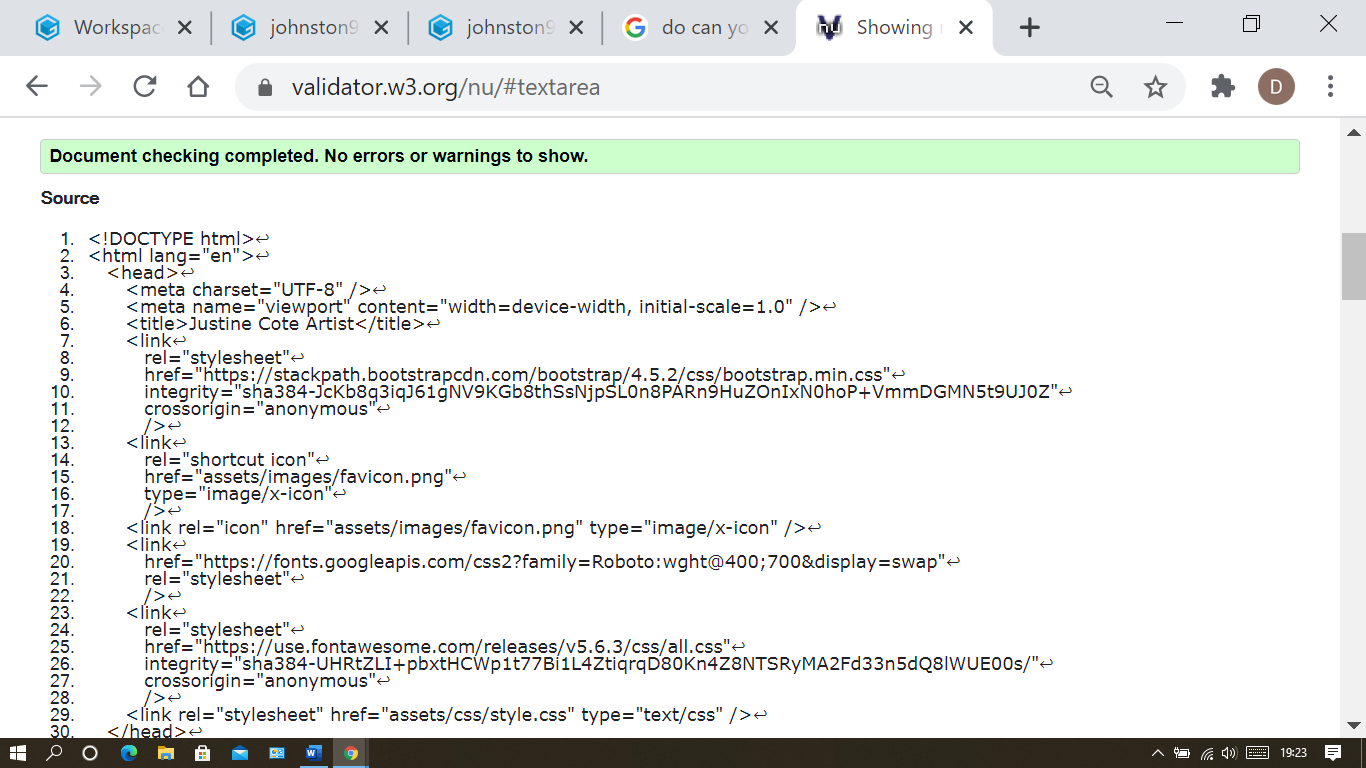 Workspac
johnston9
johnston9
do can yo
Showing
validator.w3.org/nu/#textarea
D
Document checking completed. No errors or warnings to show.
Source
1. <!DOCTYPE html>↩
2. <html lang="en">↩
3. <head>↩
4. <meta charset="UTF-8" />↩
5. <meta name="viewport" content="width=device-width, initial-scale=1.0" />↩
6. <title>Justine Cote Artist</title>↩
7. <link↩
8. rel="stylesheet"↩
9. href="https://stackpath.bootstrapcdn.com/bootstrap/4.5.2/css/bootstrap.min.css"↩
10. integrity="sha384-JcKb8q3iqJ61gNV9KGb8thSsNjpSL0n8PARn9HuZOnIxN0hoP+VmmDGMN5t9UJ0Z"↩
11. crossorigin="anonymous"↩
12. />↩
13. <link↩
14. rel="shortcut icon"↩
15. href="assets/images/favicon.png"↩
16. type="image/x-icon"↩
17. />↩
18. <link rel="icon" href="assets/images/favicon.png" type="image/x-icon" />↩
19. <link↩
20. href="https://fonts.googleapis.com/css2?family=Roboto:wght@400;700&display=swap"↩
21. rel="stylesheet"↩
22. />↩
23. <link↩
24. rel="stylesheet"↩
25. href="https://use.fontawesome.com/releases/v5.6.3/css/all.css"↩
26. integrity="sha384-UHRtZLI+pbxtHCWp1t77Bi1L4ZtiqrqD80Kn4Z8NTSRyMA2Fd33n5dQ8lWUE00s/"↩
27. crossorigin="anonymous"↩
28. />↩
29. <link rel="stylesheet" href="assets/css/style.css" type="text/css" />↩
30. </head>↩
19:23